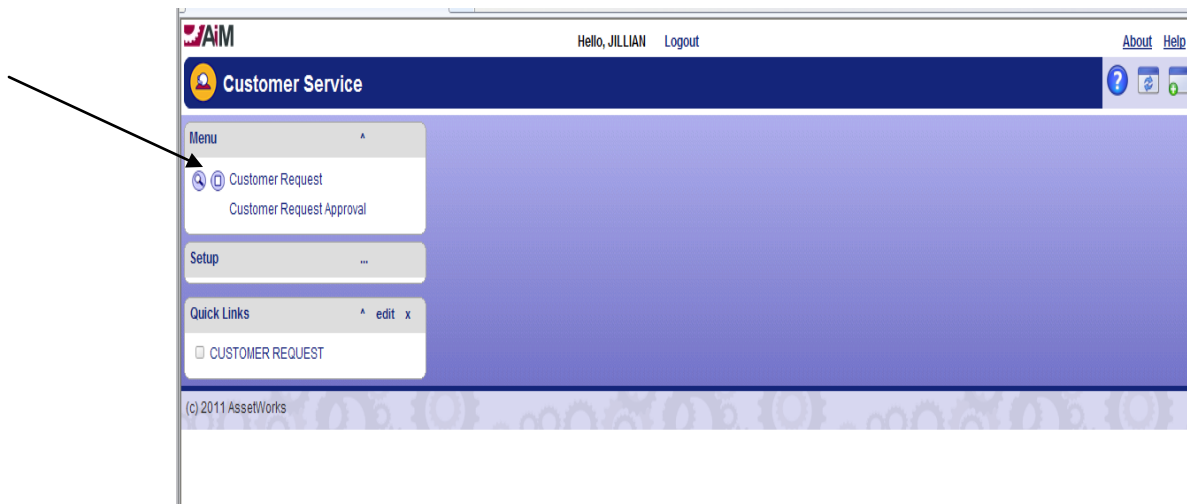 AiM
Hello, JILLIAN Logout About Help
Customer Service
Menu ^
Customer Request
Customer Request Approval
Setup ...
Quick Links ^ edit x
CUSTOMER REQUEST
(c) 2011 AssetWorks